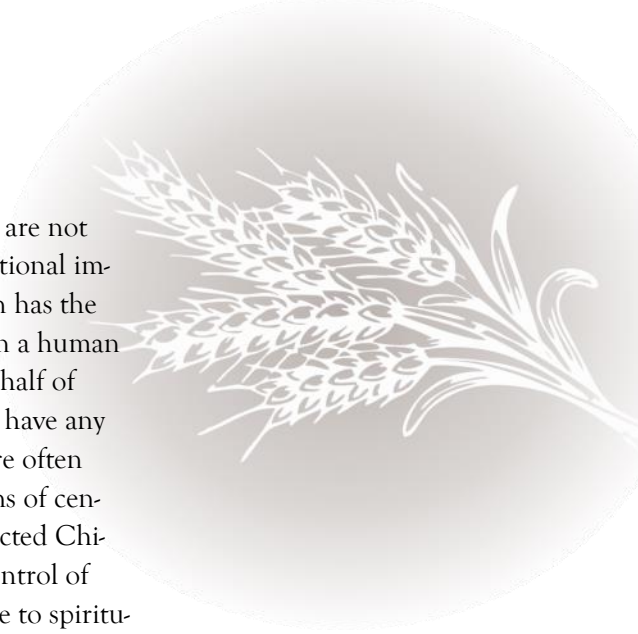 are not
tional im-
n has the
n a human
half of
have any
re often
ns of cen-
cted Chi-
ntrol of
e to spiritu-